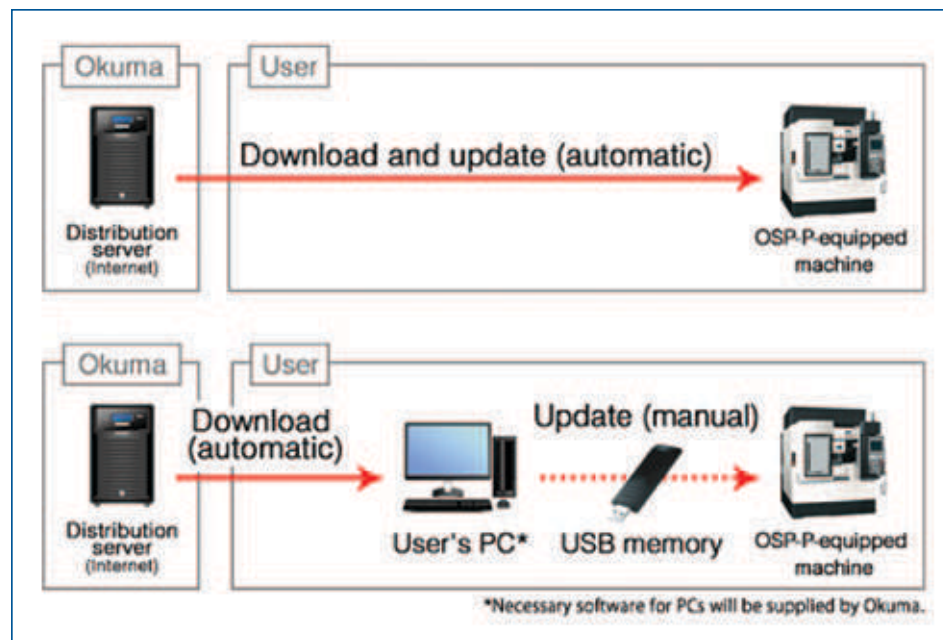 Okuma
User
Download and update (automatic)
Distribution
server
(Internet)
OSP-P-equipped
machine
Okuma
User
Download
(automatic)
Update (manual)
Distribution
server
(Internet)
User's PC*
USB memory
OSP-P-equipped
machine
*Necessary software for PCs will be supplied by Okuma.